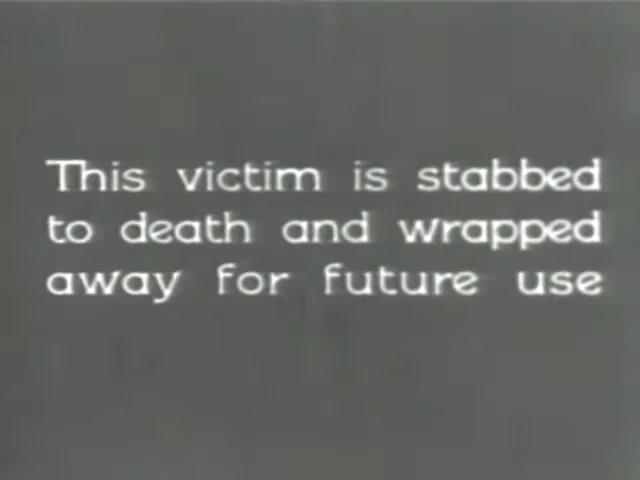 This victim is stabbed
to death and wrapped
away for future use